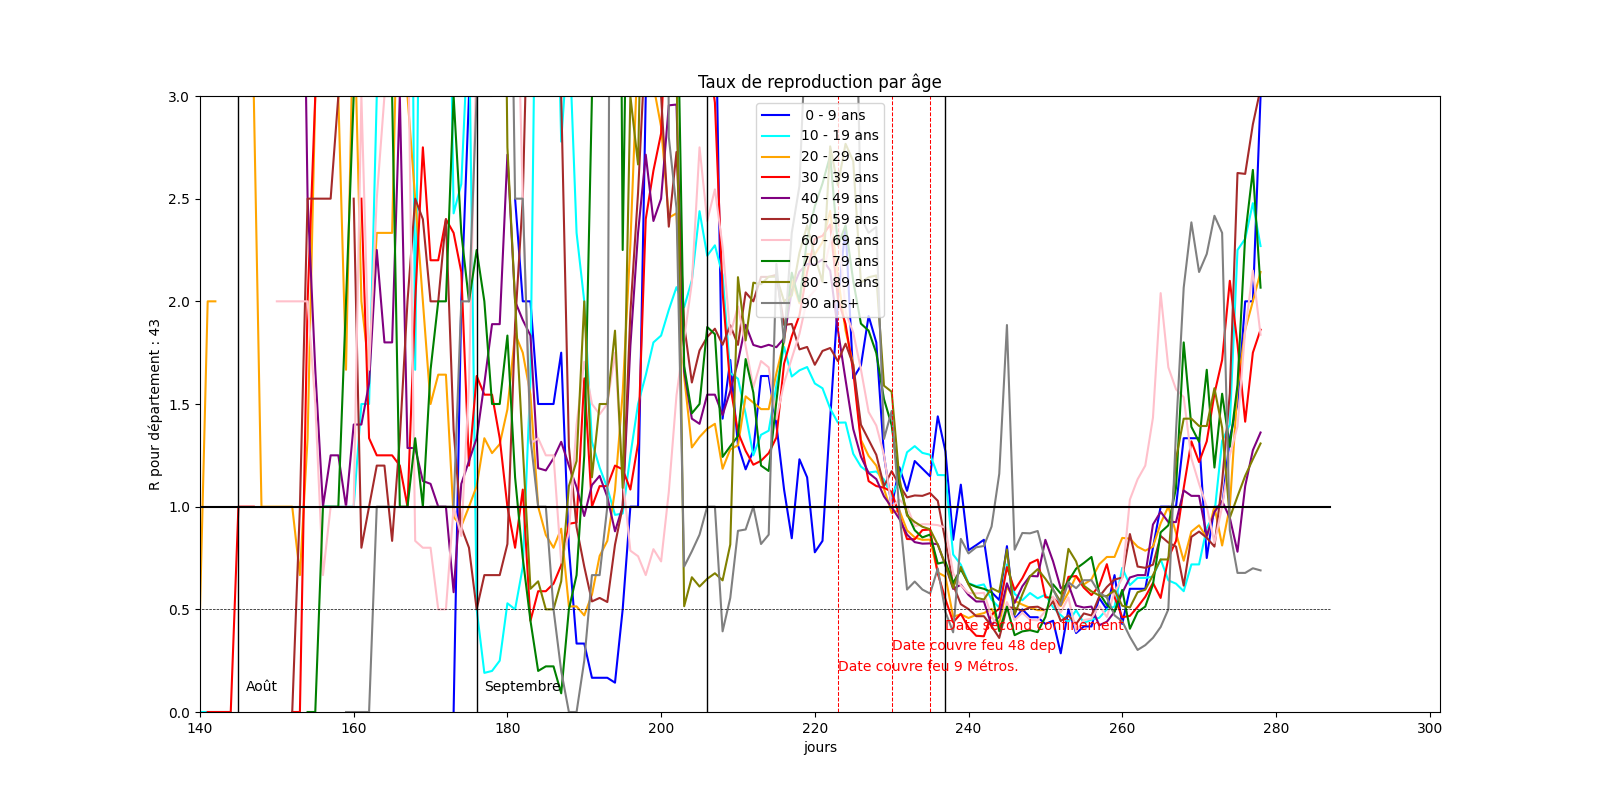 Taux de reproduction par âge
R pour département : 43
3.0
2.5
2.0
1.5
1.0
0.5
0.0
0 - 9 ans
10 - 19 ans
20 - 29 ans
30 - 39 ans
40 - 49 ans
50 - 59 ans
60 - 69 ans
70 - 79 ans
80 - 89 ans
90 ans+
Date second confinement
Date couvre feu 48 dep
Date couvre feu 9 Métros.
Août
Septembre
140 160 180 200 220 240 260 280 300
jours